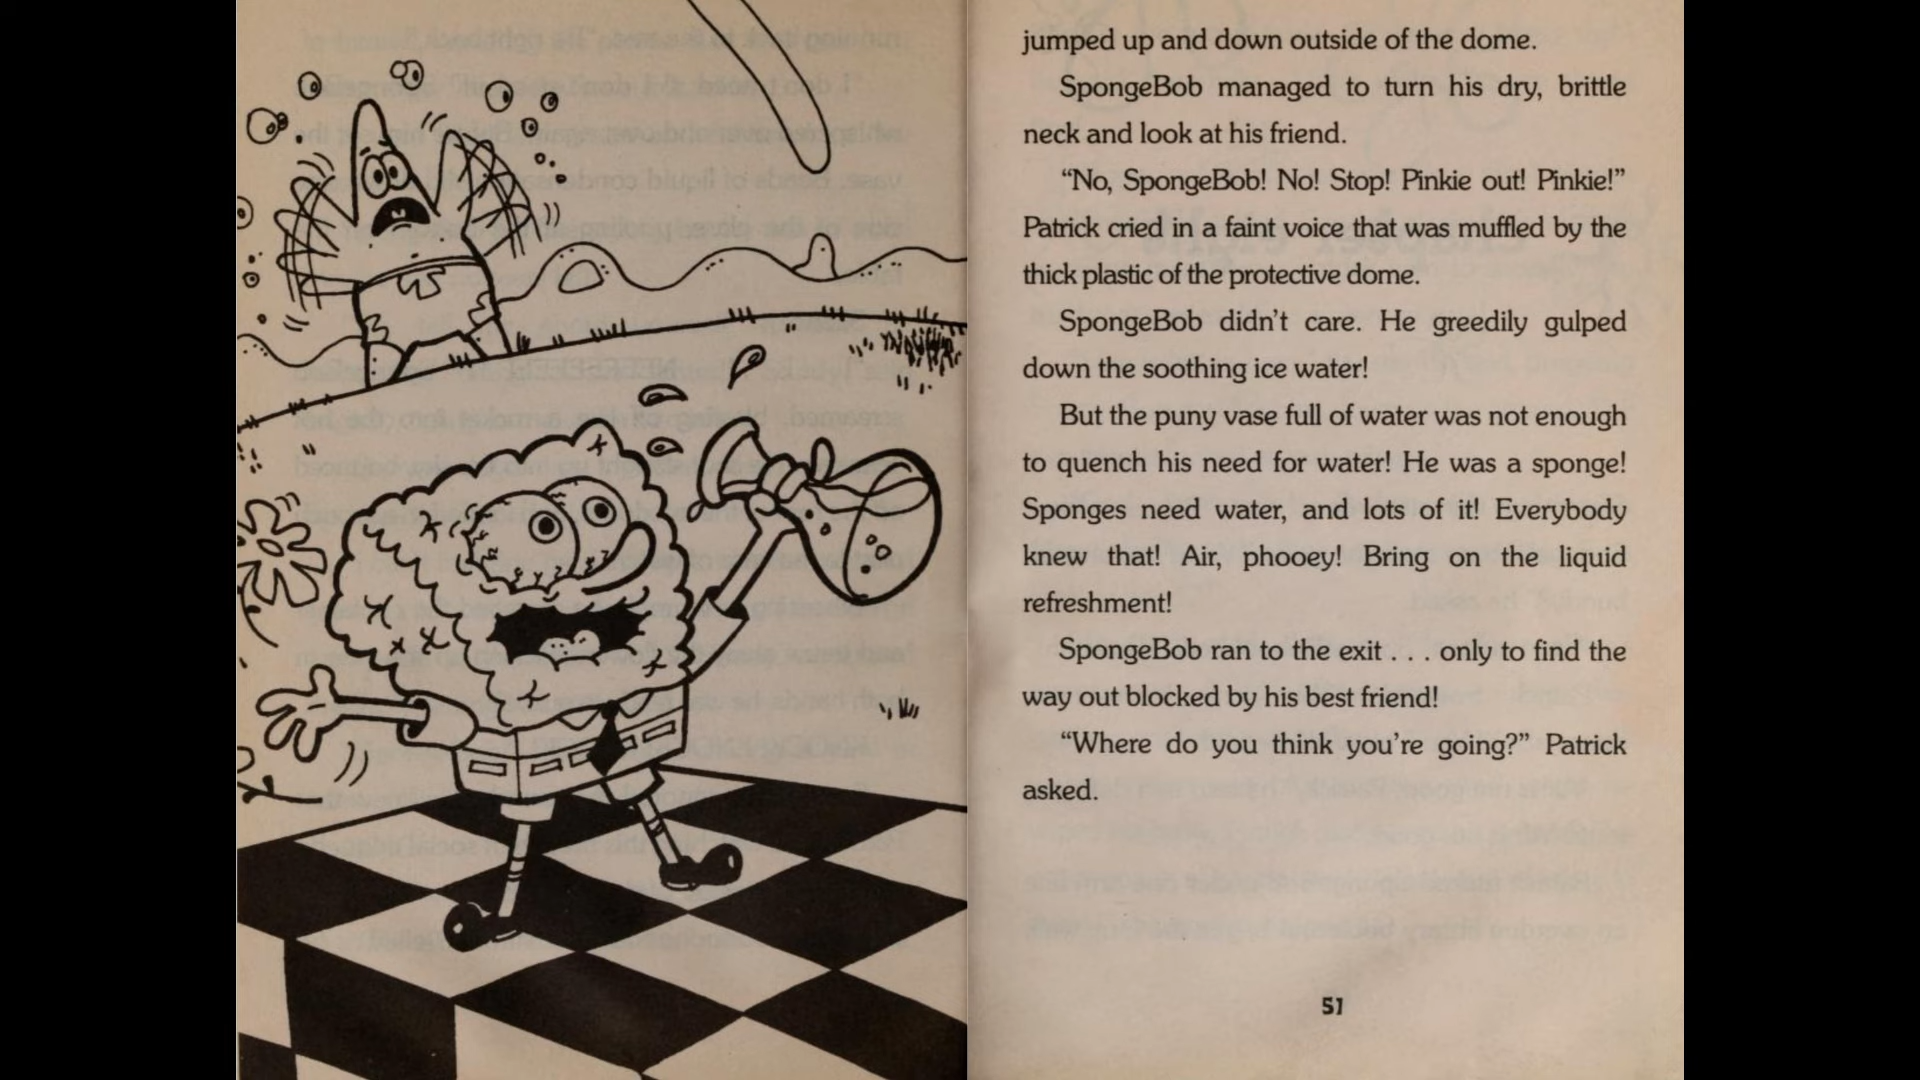 jumped up and down outside of the dome.
SpongeBob managed to turn his dry, brittle
neck and look at his friend.
“No, SpongeBob! No! Stop! Pinkie out! Pinkie!”
Patrick cried in a faint voice that was muffled by the
thick plastic of the protective dome.
SpongeBob didn’t care. He greedily gulped
down the soothing ice water!
But the puny vase full of water was not enough
to quench his need for water! He was a sponge!
Sponges need water, and lots of it! Everybody
knew that! Air, phooey! Bring on the liquid
refreshment!
SpongeBob ran to the exit . . . only to find the
way out blocked by his best friend!
“Where do you think you’re going?” Patrick
asked.
51